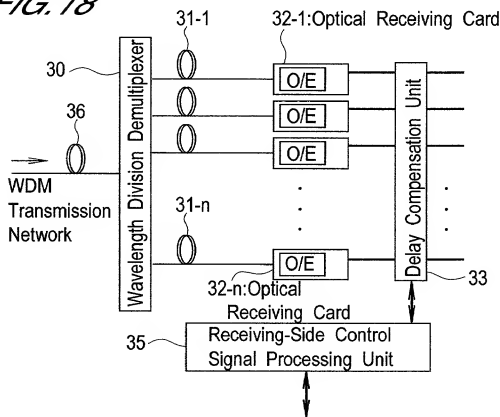 FIG. 18
31-1
32-1:Optical Receiving Card
30
O/E
36
O/E
O/E
WDM
Transmission
Network
Wavelength Division Demultiplexer
Delay Compensation Unit
31-n
O/E
33
32-n:Optical
Receiving Card
35
Receiving-Side Control
Signal Processing Unit